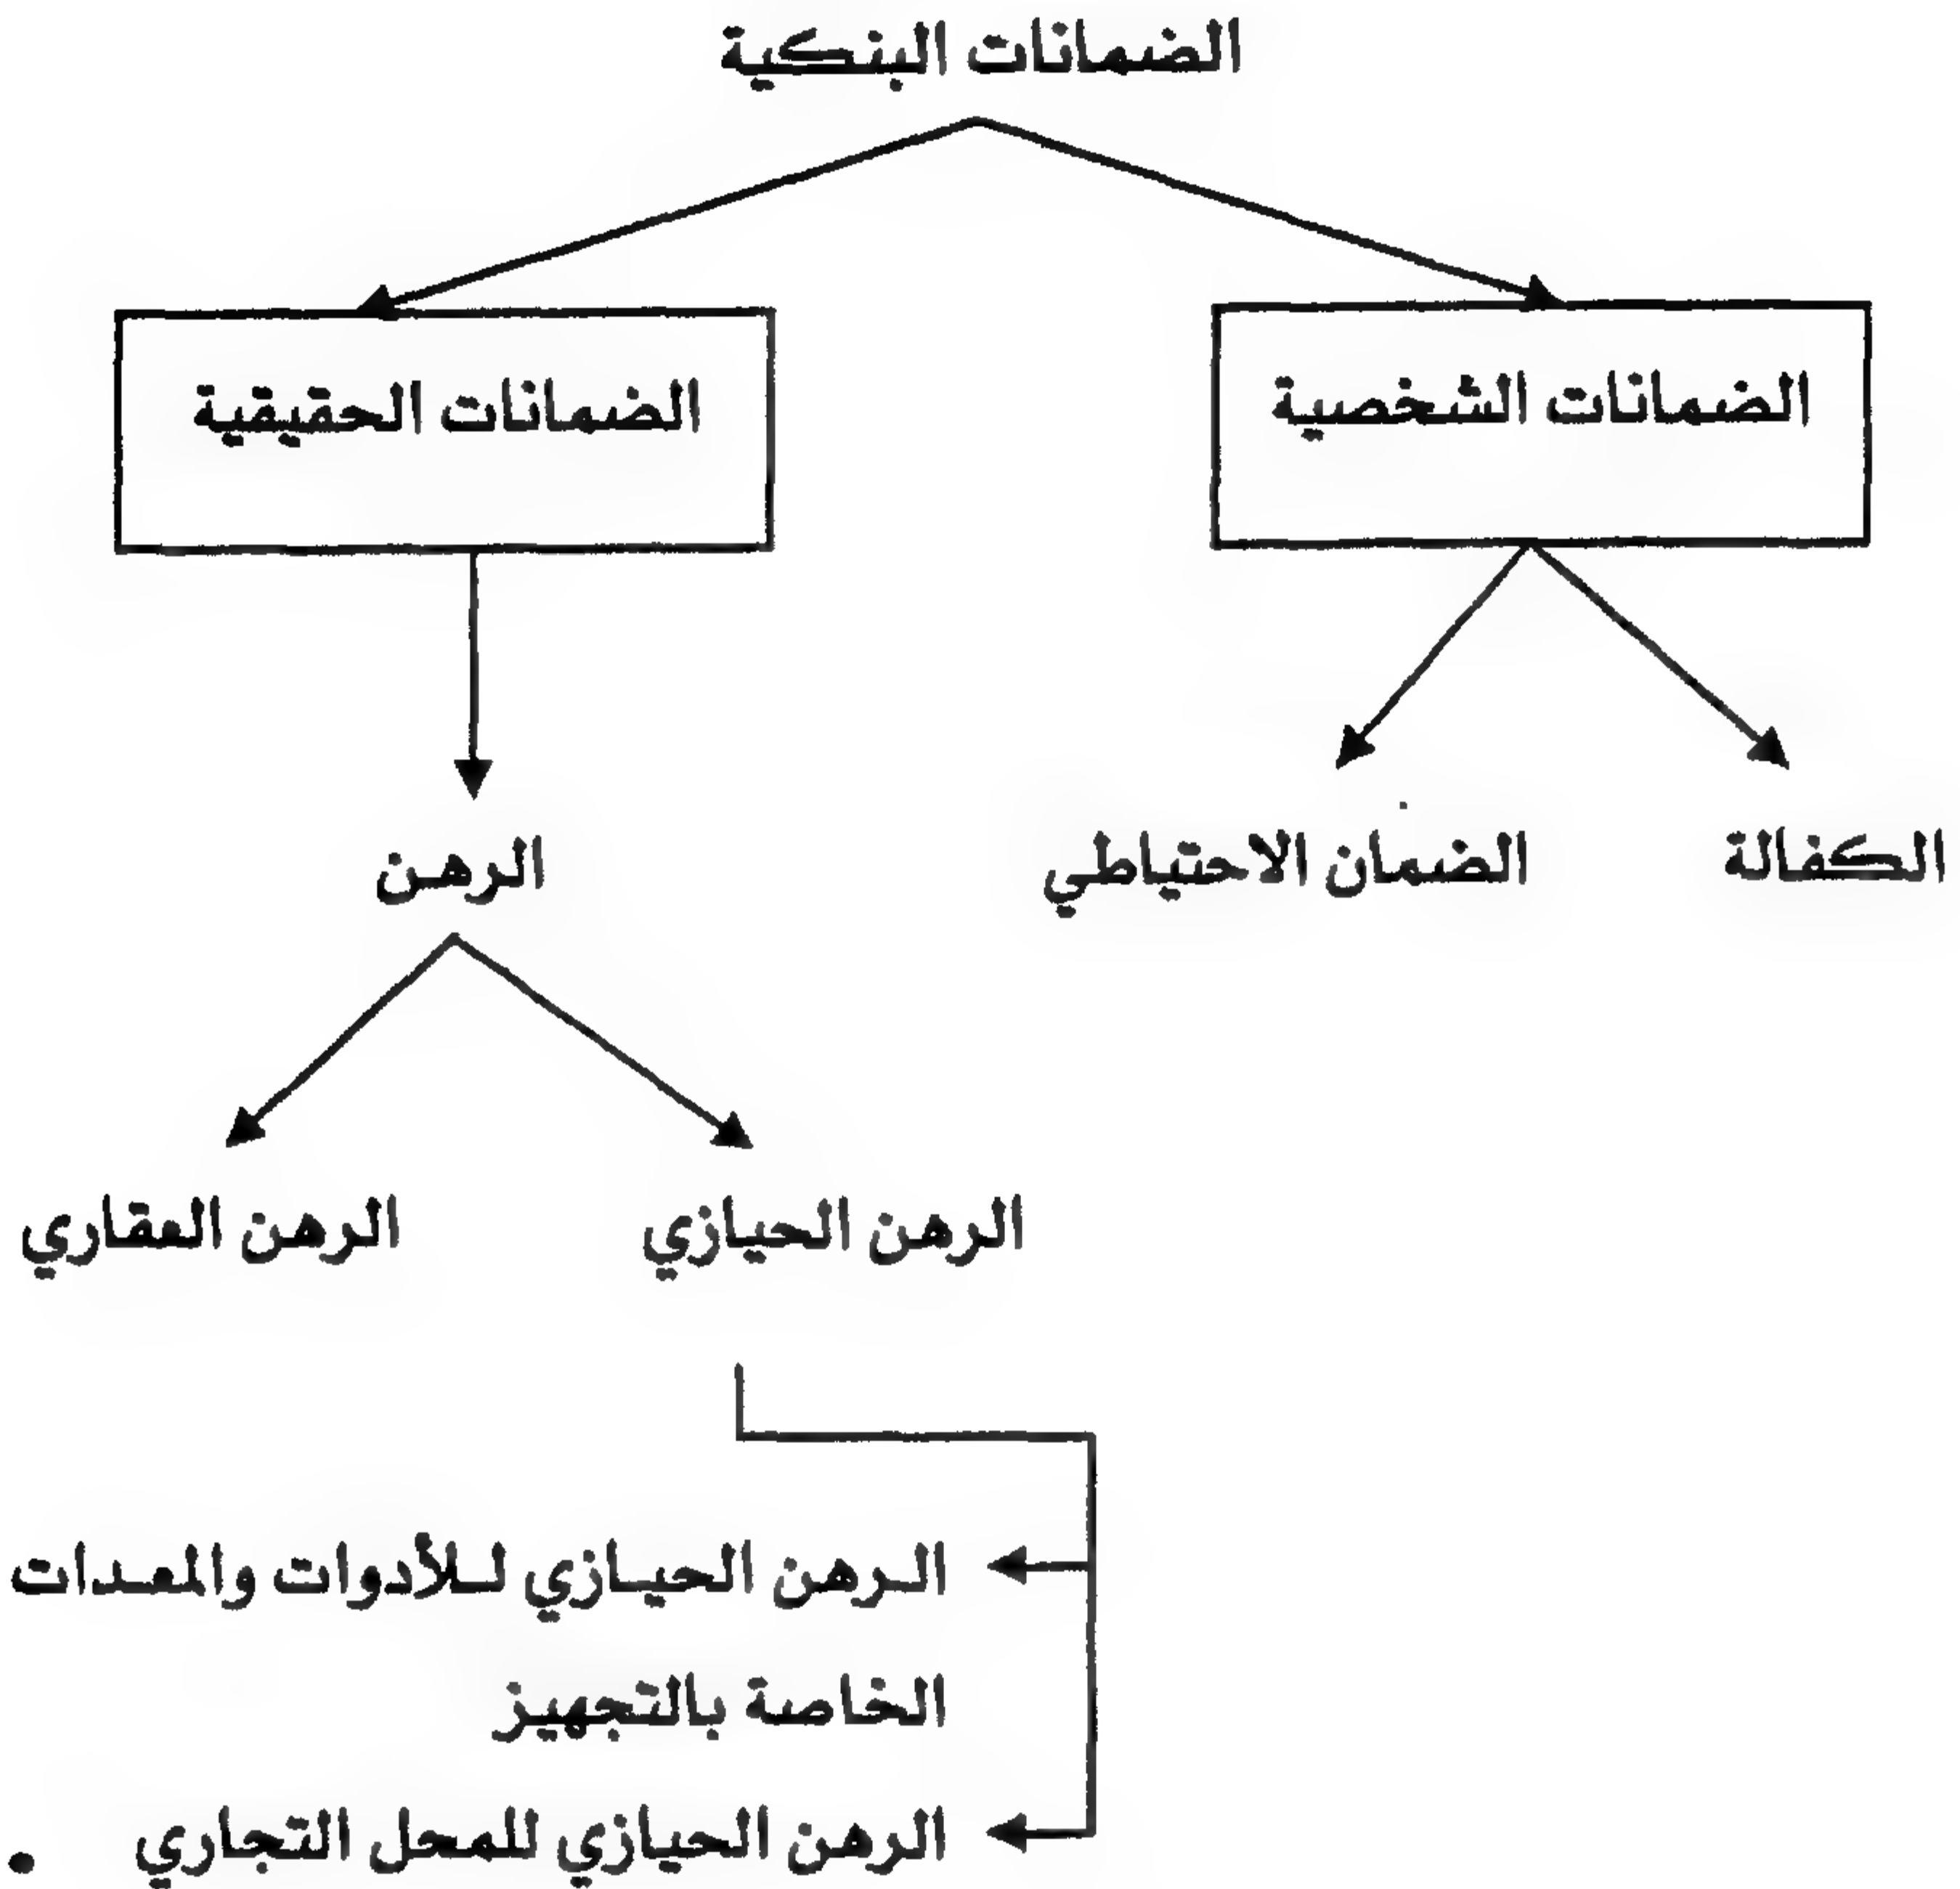 الضمانات البنكية
الضمانات الشخصية
الضمانات الحقيقية
الكفالة
الضمان الاحتياطي
الرهن
الرهن الحيازي
الرهن العقاري
الرهن الحيازي للأدوات والمعدات
الخاصة بالتجهيز
الرهن الحيازي للمحل التجاري .